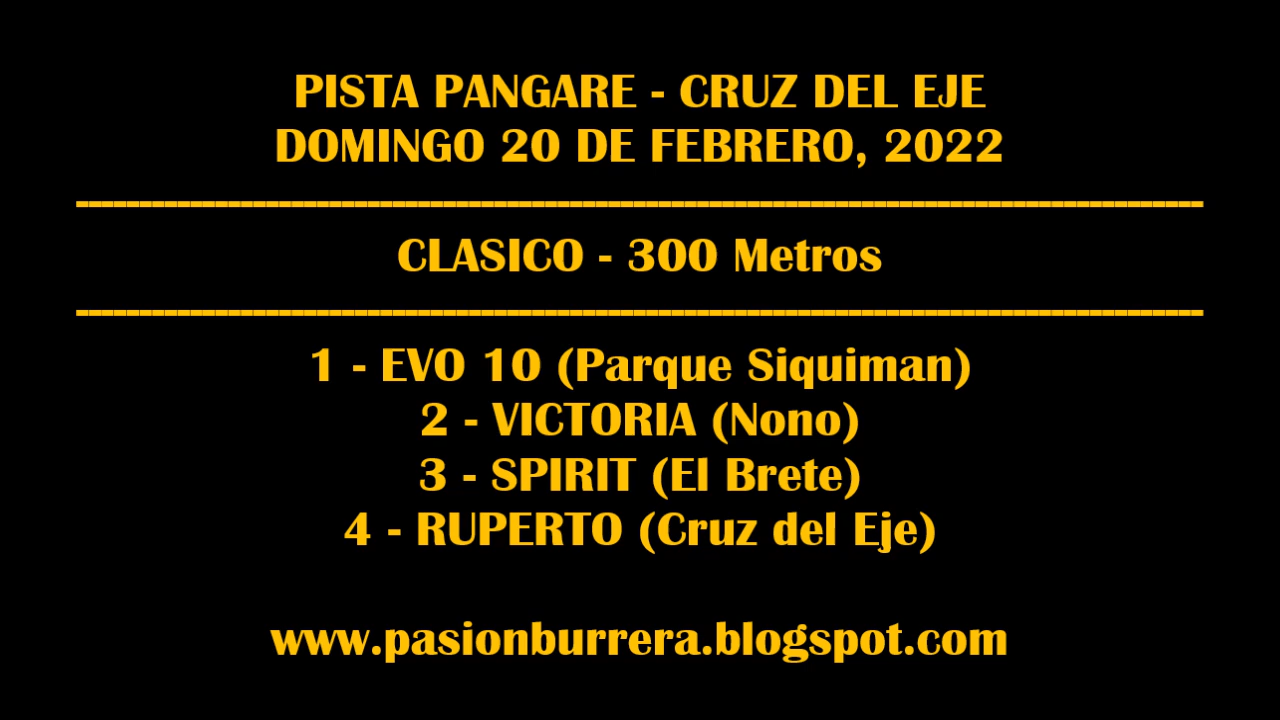 PISTA PANGARE - CRUZ DEL EJE
DOMINGO 20 DE FEBRERO, 2022
CLASICO - 300 Metros
1 - EVO 10 (Parque Siquiman)
2 - VICTORIA (Nono)
3 - SPIRIT (El Brete)
4 - RUPERTO (Cruz del Eje)
www.pasionburrera.blogspot.com